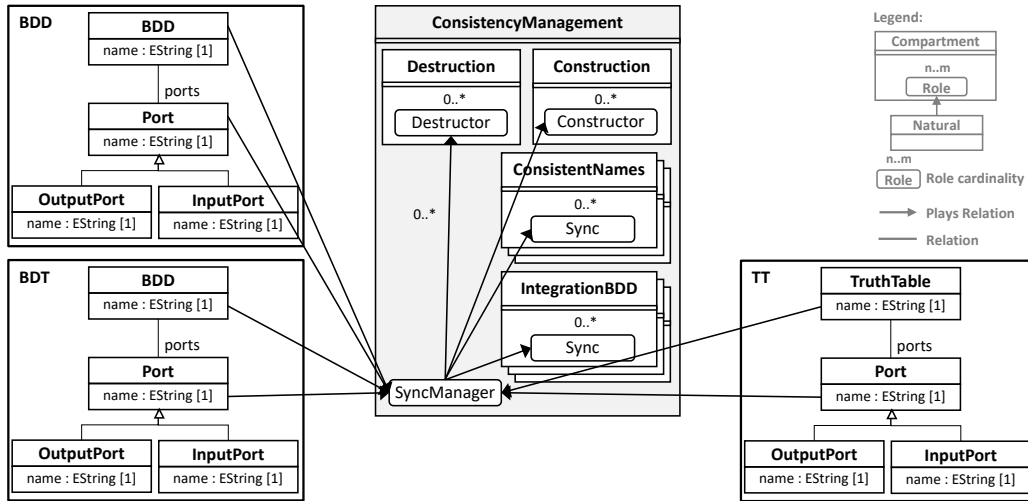 BDD
BDD
name : EString [1]
ports
Port
name : EString [1]
OutputPort
name : EString [1]
InputPort
name : EString [1]
BDT
BDD
name : EString [1]
ports
Port
name : EString [1]
OutputPort
name : EString [1]
InputPort
name : EString [1]
ConsistencyManagement
Destruction
0..*
Destructor
Construction
0..*
Constructor
ConsistentNames
0..*
Sync
0..*
IntegrationBDD
0..*
Sync
SyncManager
Legend:
Compartment
n..m
Role
Natural
n..m
Role Role cardinality
Plays Relation
Relation
TT
TruthTable
name : EString [1]
ports
Port
name : EString [1]
OutputPort
name : EString [1]
InputPort
name : EString [1]